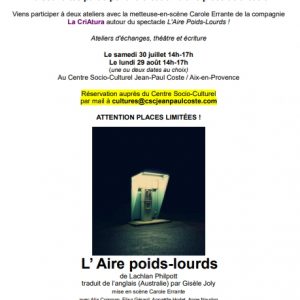 Viens participer à deux ateliers avec la metteuse-en-scène Carole Errante de la compagnie
La CriAtura autour du spectacle L'Aire Poids-Lourds !
Ateliers d'échanges, théâtre et écriture
Le samedi 30 juillet 14h-17h
Le lundi 29 août 14h-17h
(une ou deux dates au choix)
Au Centre Socio-Culturel Jean-Paul Coste / Aix-en-Provence
Réservation auprès du Centre Socio-Culturel
par mail à cultures@cscjeanpaulcoste.com
ATTENTION PLACES LIMITÉES !
L' Aire poids-lourds
de Lachlan Philpott
traduit de l'anglais (Australie) par Gisèle Joly
mise en scène Carole Errante